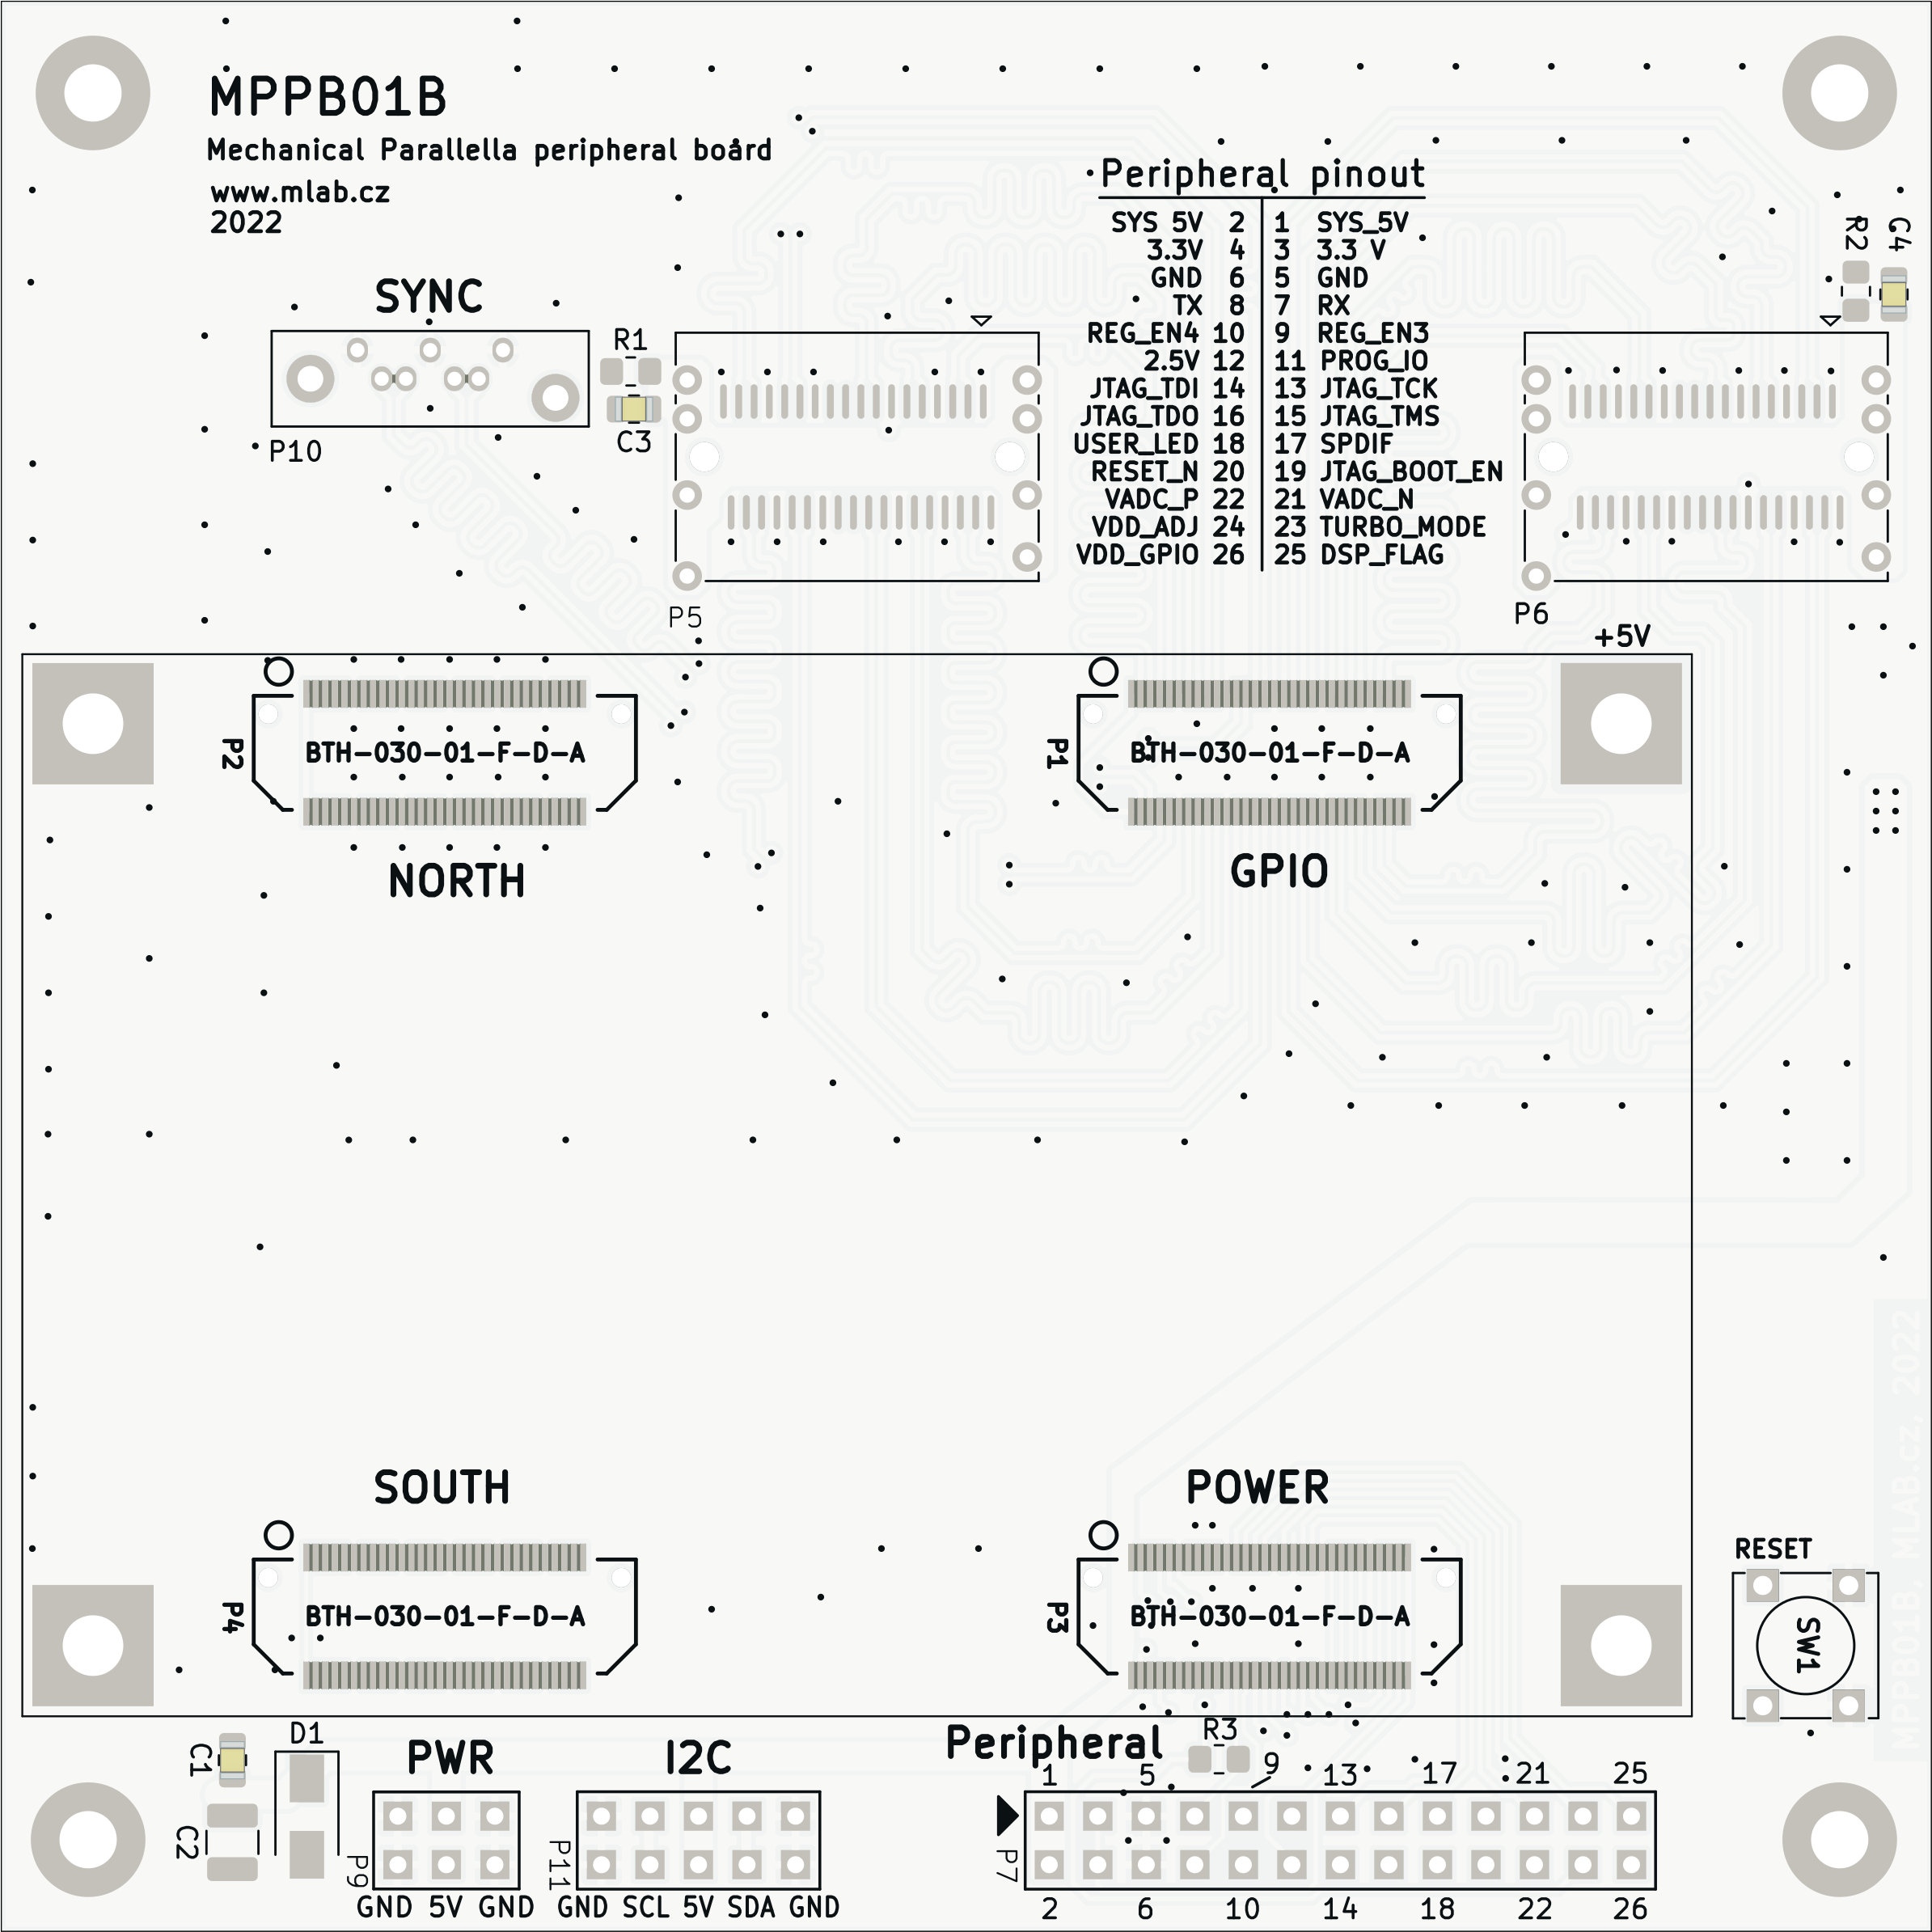 MPPB01B
Mechanical Parallella peripheral board
www.mlab.cz
2022
Peripheral pinout
SYS 5V 2 1 SYS_5V
3.3V 4 3 3.3 V
GND 6 5 GND
TX 8 7 RX
REG_EN4 10 9 REG_EN3
2.5V 12 11 PROG_IO
JTAG_TDI 14 13 JTAG_TCK
JTAG_TDO 16 15 JTAG_TMS
USER_LED 18 17 SPDIF
RESET_N 20 19 JTAG_BOOT_EN
VADC_P 22 21 VADC_N
VDD_ADJ 24 23 TURBO_MODE
VDD_GPIO 26 25 DSP_FLAG
R2
C4
SYNC
P10
R1
C3
P5
P6
+5V
P2
BTH-030-01-F-D-A
NORTH
P1
BTH-030-01-F-D-A
GPIO
SOUTH
P4
BTH-030-01-F-D-A
POWER
P3
BTH-030-01-F-D-A
MPPB01B. MLAB.cz, 2022
RESET
SW1
C1
C2
D1
PWR
P9
GND 5V GND
I2C
P11
GND SCL 5V SDA GND
Peripheral
R3
1 5 9 13 17 21 25
P7
2 6 10 14 18 22 26